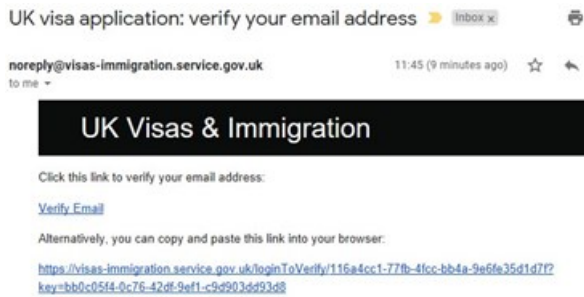 UK visa application: verify your email address Inbox x
noreply@visas-immigration.service.gov.uk 11:45 (9 minutes ago)
to me
UK Visas & Immigration
Click this link to verify your email address:
Verify Email
Alternatively, you can copy and paste this link into your browser:
https://visas-immigration.service.gov.uk/loginToVerify/116a4cc1-77fb-4fcc-bb4a-9e6fe35d1d7f?
key=bb0c05f4-0c76-42df-9ef1-c9d903dd93d8